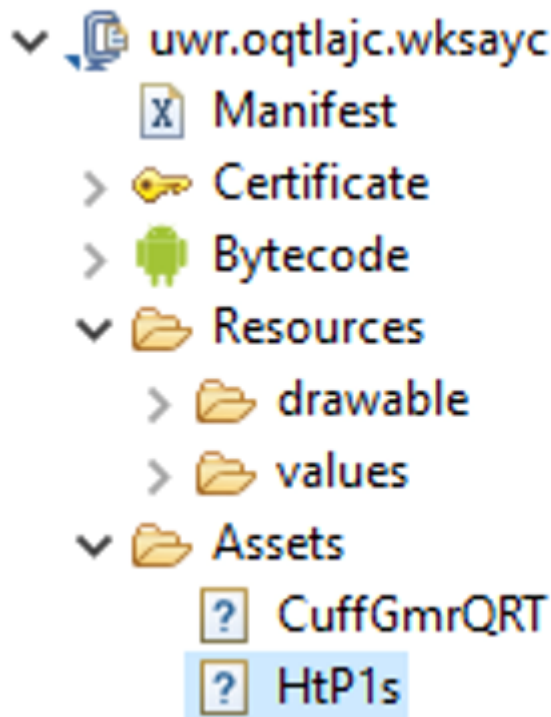 uwr.oqtlajc.wksayc
Manifest
Certificate
Bytecode
Resources
drawable
values
Assets
CuffGmrQRT
HtP1s